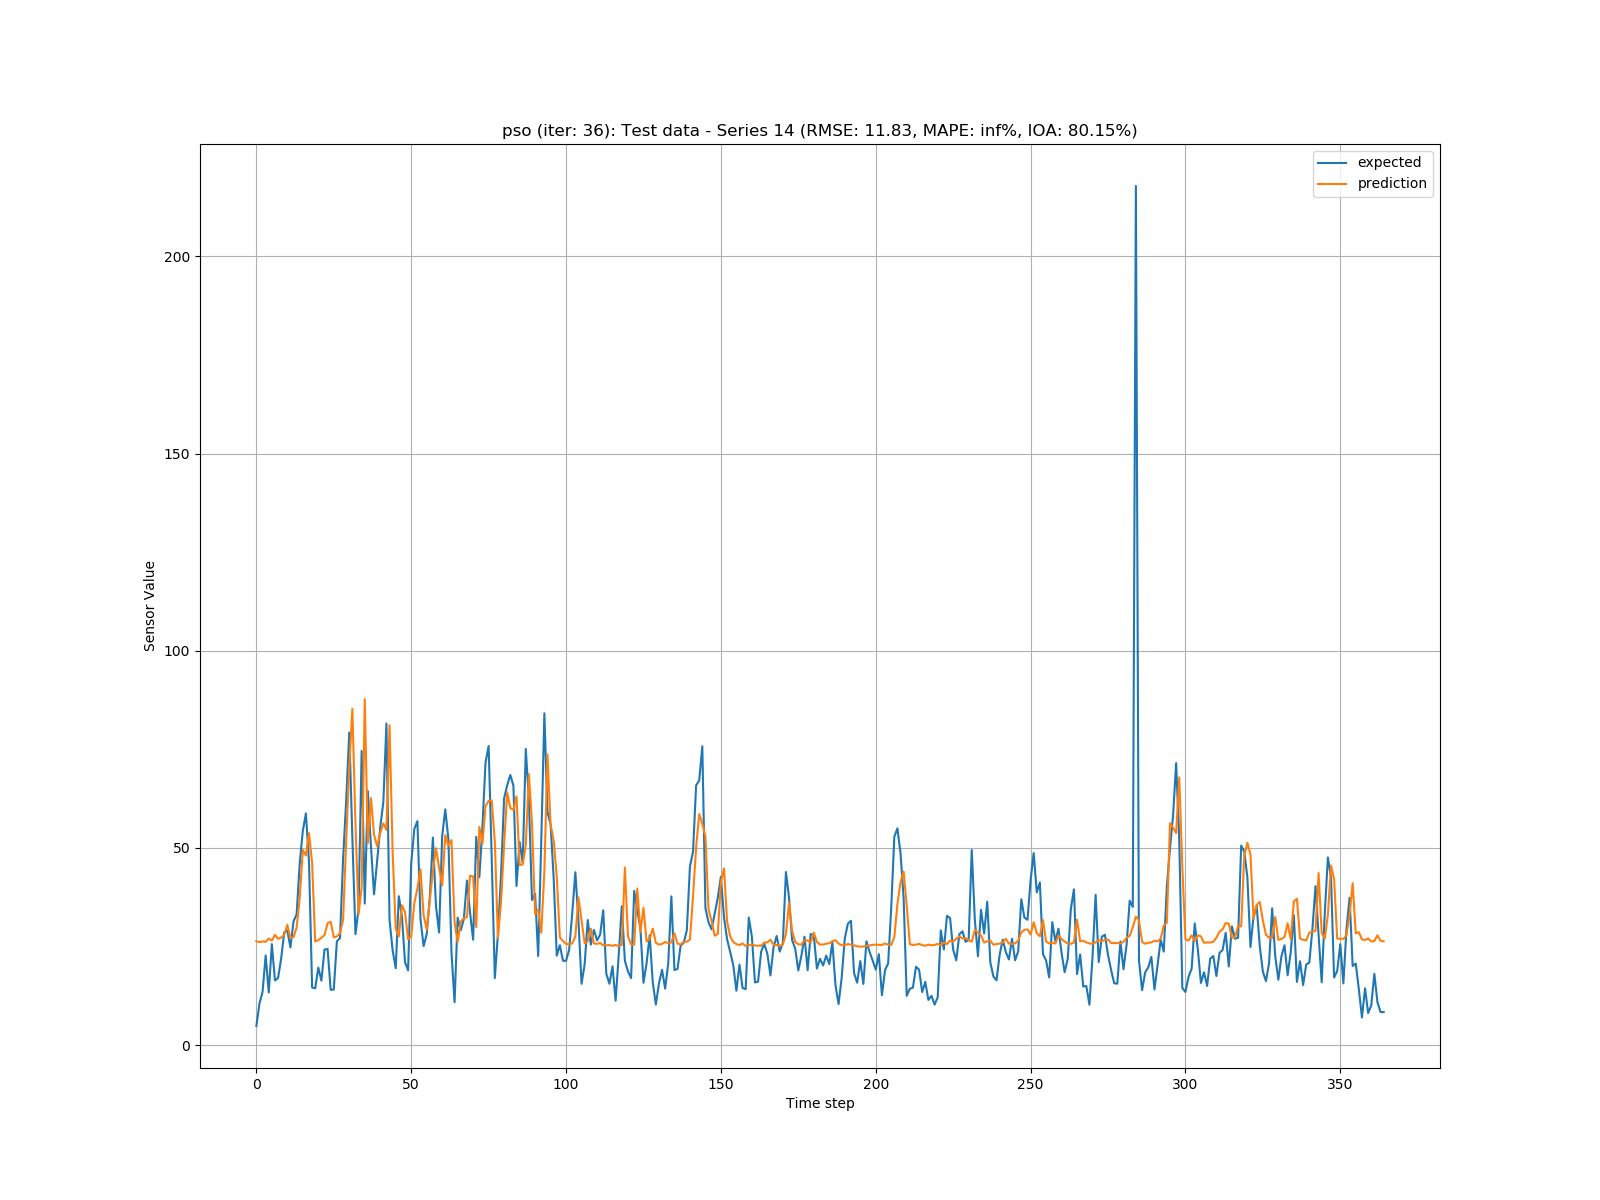 pso (iter: 36): Test data - Series 14 (RMSE: 11.83, MAPE: inf%, IOA: 80.15%)
expected
prediction
200
150
100
50
0
Sensor Value
0 50 100 150 200 250 300 350
Time step